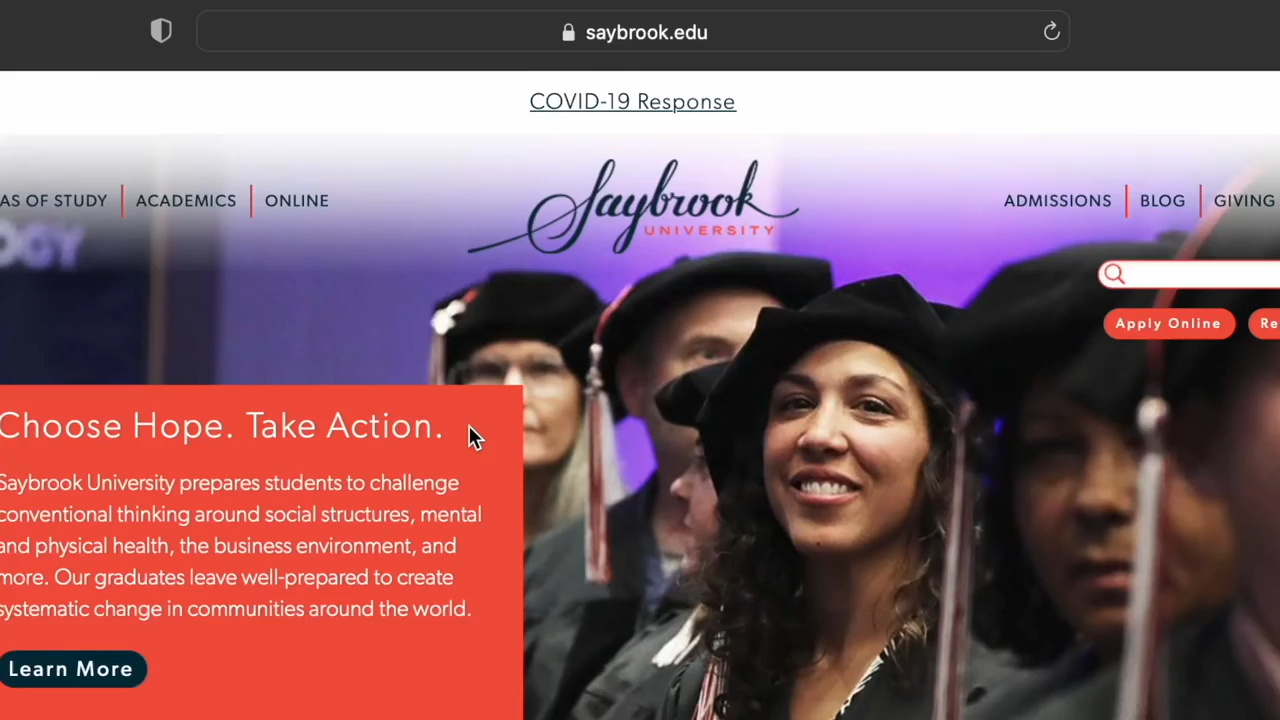 saybrook.edu
COVID-19 Response
AS OF STUDY
ACADEMICS
ONLINE
Saybrook
UNIVERSITY
ADMISSIONS
BLOG
GIVING
OGY
Apply Online
Re
Choose Hope. Take Action.
Saybrook University prepares students to challenge
conventional thinking around social structures, mental
and physical health, the business environment, and
more. Our graduates leave well-prepared to create
systematic change in communities around the world.
Learn More